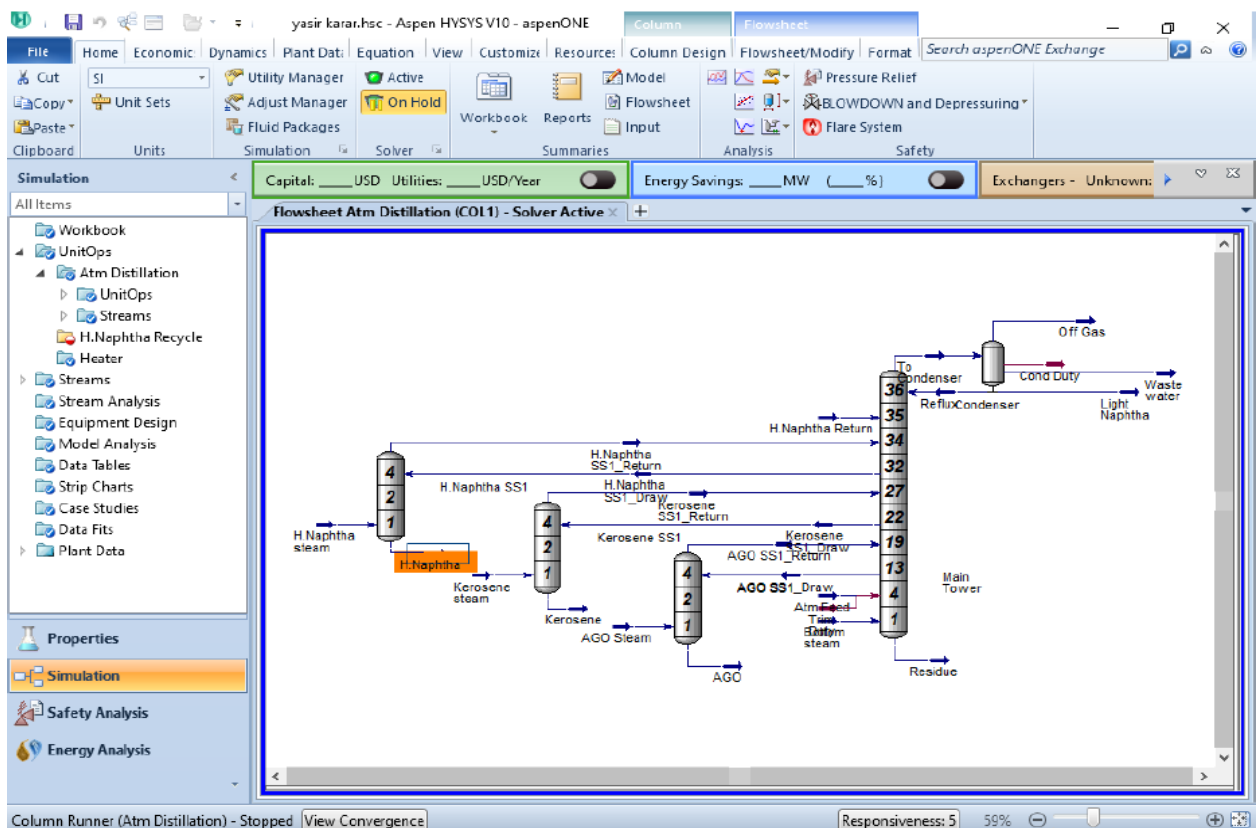 yasir karar.hsc - Aspen HYSYS V10 - aspenONE
Column
Flowsheet
File Home Economic Dynamics Plant Data Equation View Customize Resources Column Design Flowsheet/Modify Format Search aspenONE Exchange
Cut
Copy
Paste
Clipboard
SI
Unit Sets
Units
Utility Manager
Adjust Manager
Fluid Packages
Simulation
Active
On Hold
Solver
Workbook
Reports
Model
Flowsheet
Input
Summaries
Analysis
Pressure Relief
BLOWDOWN and Depressuring
Flare System
Safety
Simulation
All Items
Workbook
UnitOps
Atm Distillation
UnitOps
Streams
H.Naphtha Recycle
Heater
Streams
Stream Analysis
Equipment Design
Model Analysis
Data Tables
Strip Charts
Case Studies
Data Fits
Plant Data
Properties
Simulation
Safety Analysis
Energy Analysis
Capital: ____USD Utilities: ____USD/Year
Energy Savings: ____MW (____%)
Exchangers - Unknown:
Flowsheet Atm Distillation (COL1) - Solver Active
Off Gas
To
Condenser
Cond Duty
Waste
water
Reflux
Condenser
Light
Naphtha
36
35
34
32
27
22
19
13
4
1
H.Naphtha Return
H.Naphtha
SS1_Return
H.Naphtha SS1
H.Naphtha
SS1_Draw
4
2
1
H.Naphtha
steam
H.Naphtha
Kerosene
SS1_Return
Kerosene SS1
Kerosene
SS1_Draw
4
2
1
Kerosene
steam
Kerosene
AGO SS1_Return
AGO SS1
AGO SS1_Draw
4
2
1
AGO Steam
AGO
Atm Feed
Trim
steam
Main
Tower
Residue
Column Runner (Atm Distillation) - Stopped View Convergence
Responsiveness: 5 59%